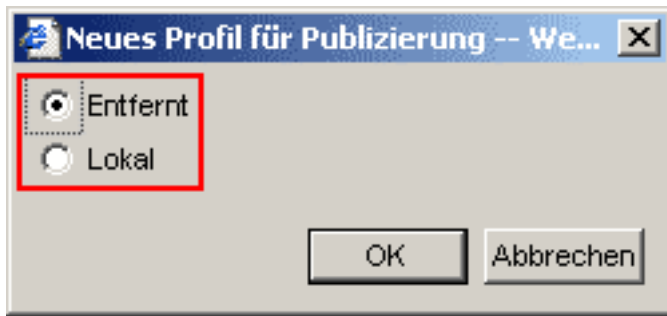 Neues Profil für Publizierung -- We...
Entfernt
Lokal
OK Abbrechen